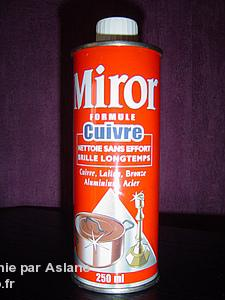 Miror
FORMULE
Cuivre
NETTOIE SANS EFFORT
BRILLE LONGTEMPS
Cuivre, Laiton, Bronze
Aluminium, Acier
250 ml
par Aslane
.fr